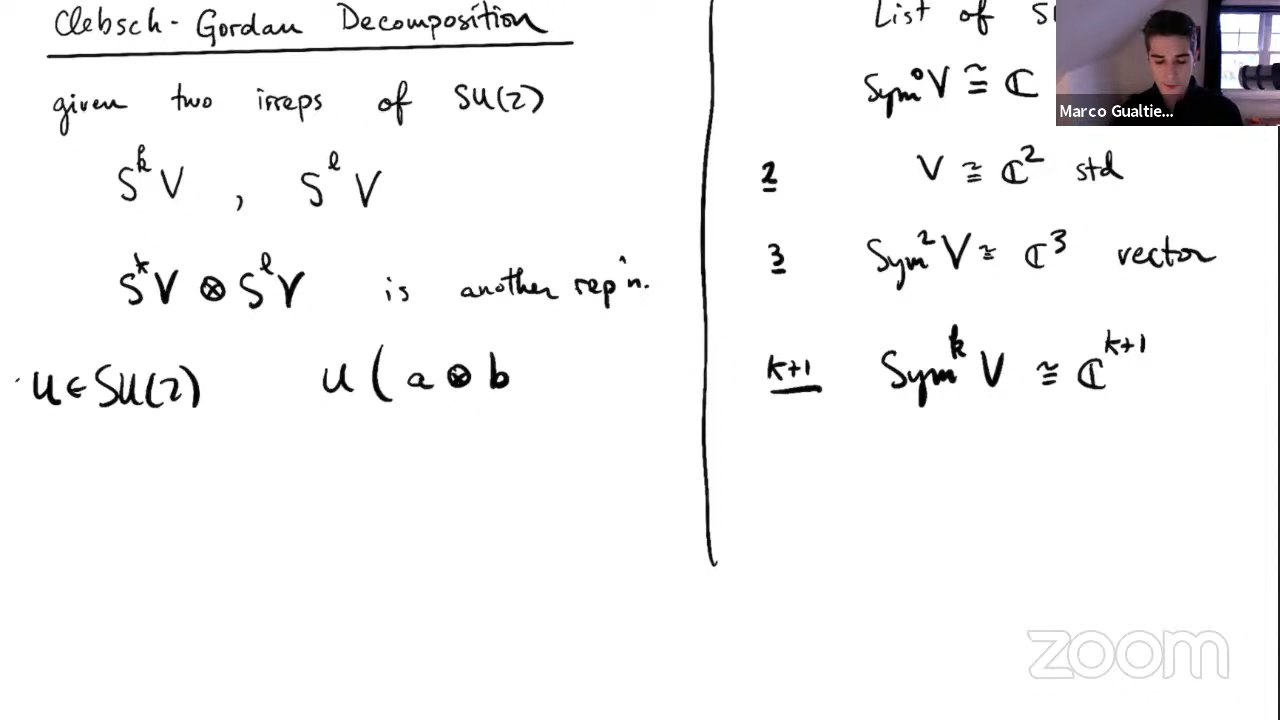 Clebsch-Gordan Decomposition
given two irreps of SU(2)
S^k V , S^l V
S^k V ⊗ S^l V is another rep'n.
u ∈ SU(2) u ( a ⊗ b
List of
Sym^0 V ≅ ℂ
2 V ≅ ℂ^2 std
3 Sym^2 V ≅ ℂ^3 vector
k+1 Sym^k V ≅ ℂ^{k+1}
Marco Gualtie...
zoom